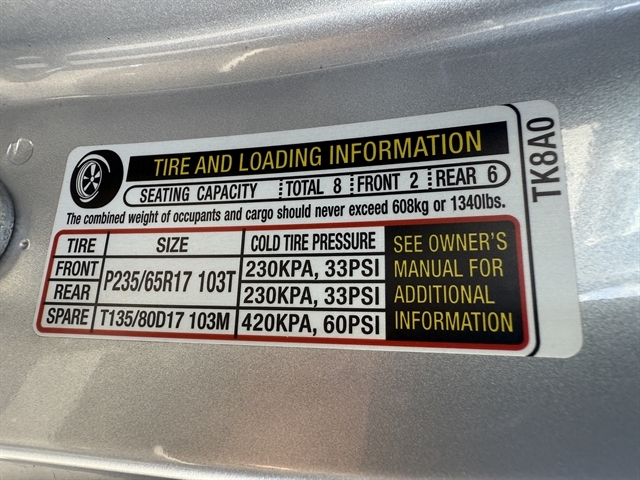 TIRE AND LOADING INFORMATION
SEATING CAPACITY TOTAL 8 FRONT 2 REAR 6
The combined weight of occupants and cargo should never exceed 608kg or 1340lbs.
TIRE SIZE COLD TIRE PRESSURE
FRONT P235/65R17 103T 230KPA, 33PSI
REAR 230KPA, 33PSI
SPARE T135/80D17 103M 420KPA, 60PSI
SEE OWNER'S
MANUAL FOR
ADDITIONAL
INFORMATION
TK8A0